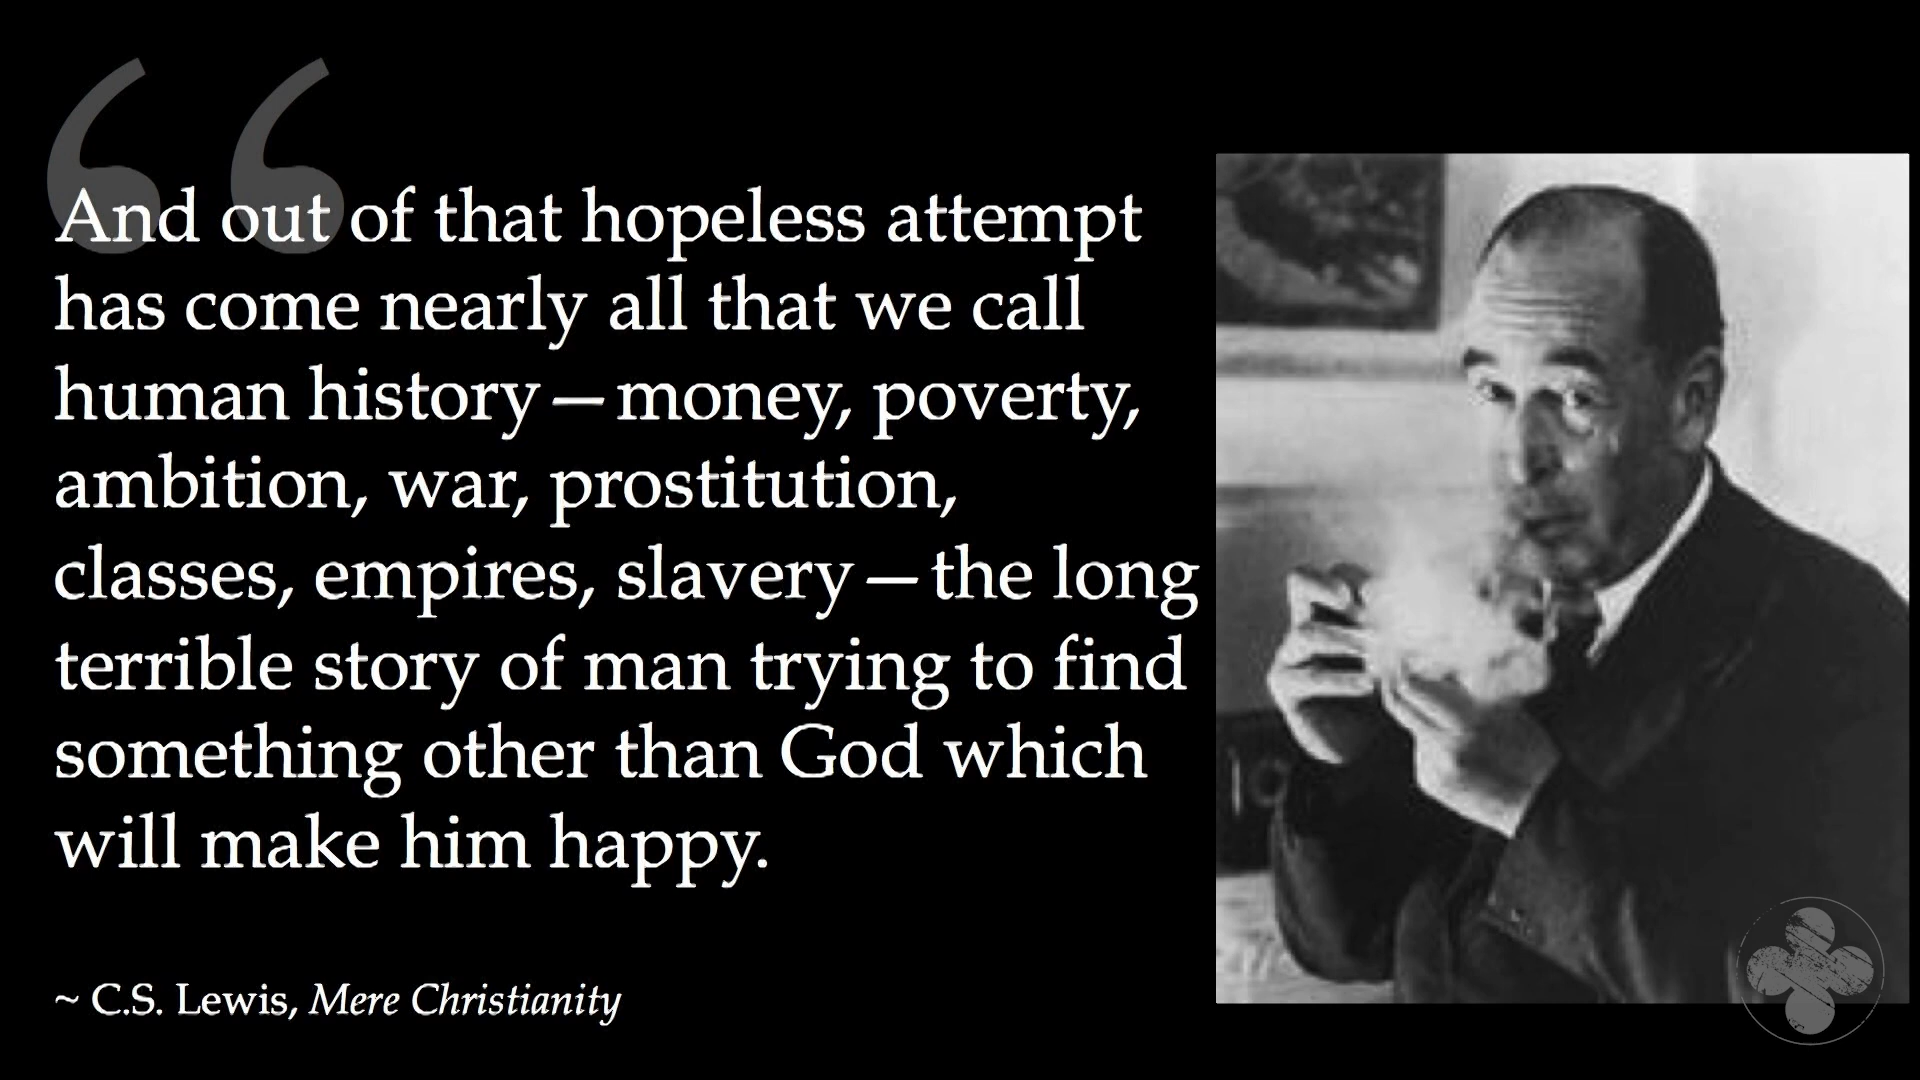 “
And out of that hopeless attempt
has come nearly all that we call
human history—money, poverty,
ambition, war, prostitution,
classes, empires, slavery—the long
terrible story of man trying to find
something other than God which
will make him happy.
~ C.S. Lewis, Mere Christianity